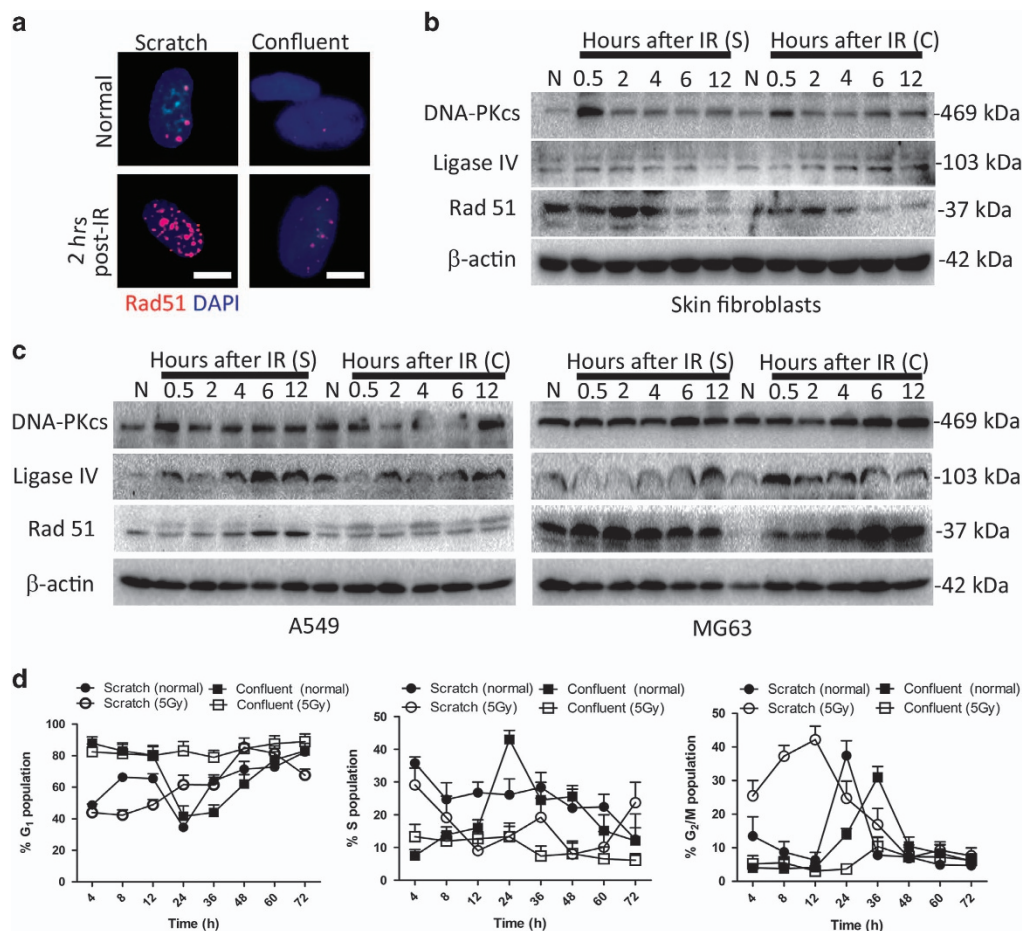 a
Scratch Confluent
Normal
2 hrs
post-IR
Rad51 DAPI
b
Hours after IR (S) Hours after IR (C)
N 0.5 2 4 6 12 N 0.5 2 4 6 12
DNA-PKcs -469 kDa
Ligase IV -103 kDa
Rad 51 -37 kDa
β-actin -42 kDa
Skin fibroblasts
c
Hours after IR (S) Hours after IR (C) Hours after IR (S) Hours after IR (C)
N 0.5 2 4 6 12 N 0.5 2 4 6 12 N 0.5 2 4 6 12 N 0.5 2 4 6 12
DNA-PKcs -469 kDa
Ligase IV -103 kDa
Rad 51 -37 kDa
β-actin -42 kDa
A549 MG63
d
Scratch (normal) Confluent (normal)
Scratch (5Gy) Confluent (5Gy)
% G1 population
100
80
60
40
20
0
4 8 12 24 36 48 60 72
Time (h)
Scratch (normal) Confluent (normal)
Scratch (5Gy) Confluent (5Gy)
% S population
50
40
30
20
10
0
4 8 12 24 36 48 60 72
Time (h)
Scratch (normal) Confluent (normal)
Scratch (5Gy) Confluent (5Gy)
% G2/M population
50
40
30
20
10
0
4 8 12 24 36 48 60 72
Time (h)